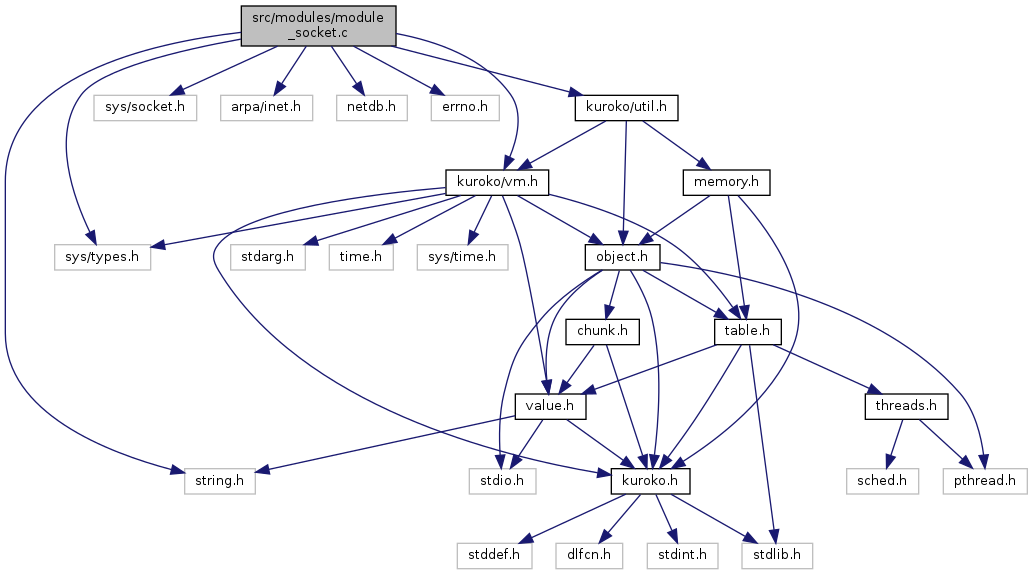 src/modules/module
_socket.c
sys/socket.h
arpa/inet.h
netdb.h
errno.h
kuroko/util.h
kuroko/vm.h
memory.h
sys/types.h
stdarg.h
time.h
sys/time.h
object.h
chunk.h
table.h
value.h
threads.h
string.h
stdio.h
kuroko.h
sched.h
pthread.h
stddef.h
dlfcn.h
stdint.h
stdlib.h